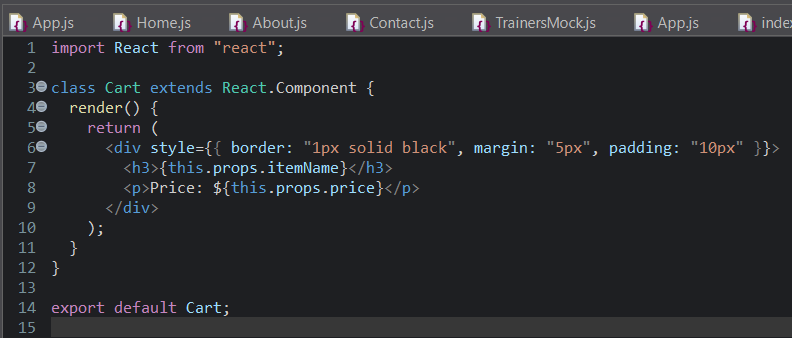 App.js Home.js About.js Contact.js TrainersMock.js App.js index
1 import React from "react";
2
3 class Cart extends React.Component {
4   render() {
5     return (
6       <div style={{ border: "1px solid black", margin: "5px", padding: "10px" }}>
7         <h3>{this.props.itemName}</h3>
8         <p>Price: ${this.props.price}</p>
9       </div>
10     );
11   }
12 }
13
14 export default Cart;
15